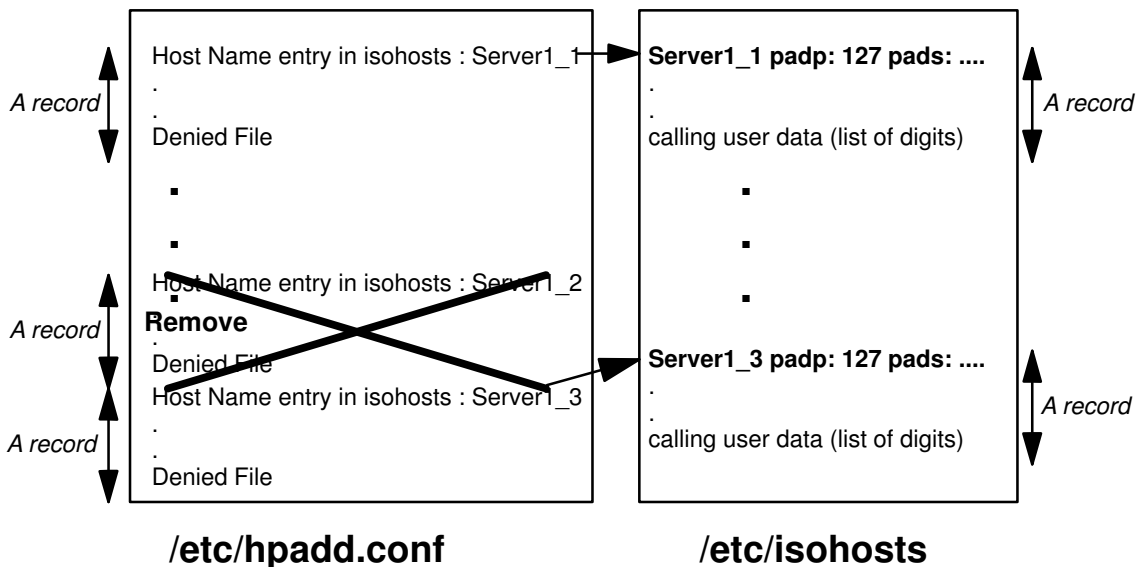 Host Name entry in isohosts : Server1_1
.
.
Denied File
A record
.
.
.
Host Name entry in isohosts : Server1_2
.
Remove
.
Denied File
A record
Host Name entry in isohosts : Server1_3
.
.
Denied File
A record
/etc/hpadd.conf
Server1_1 padp: 127 pads: ....
.
.
calling user data (list of digits)
A record
.
.
.
Server1_3 padp: 127 pads: ....
.
.
calling user data (list of digits)
A record
/etc/isohosts